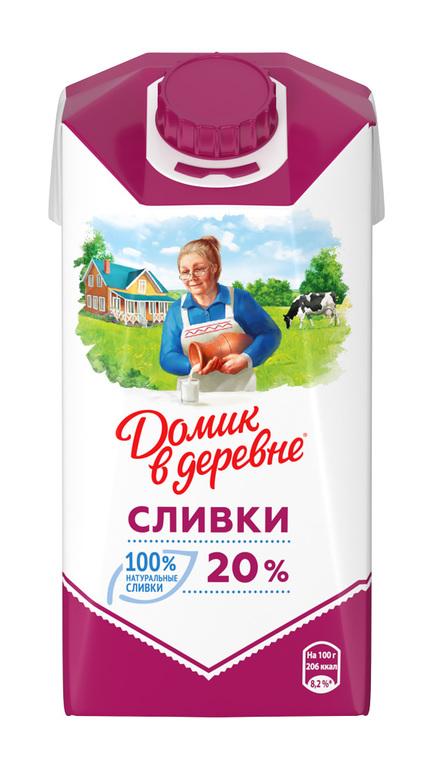 Домик
в деревне®
СЛИВКИ
100%
НАТУРАЛЬНЫЕ
СЛИВКИ
20%
На 100 г
206 ккал
8,2%*